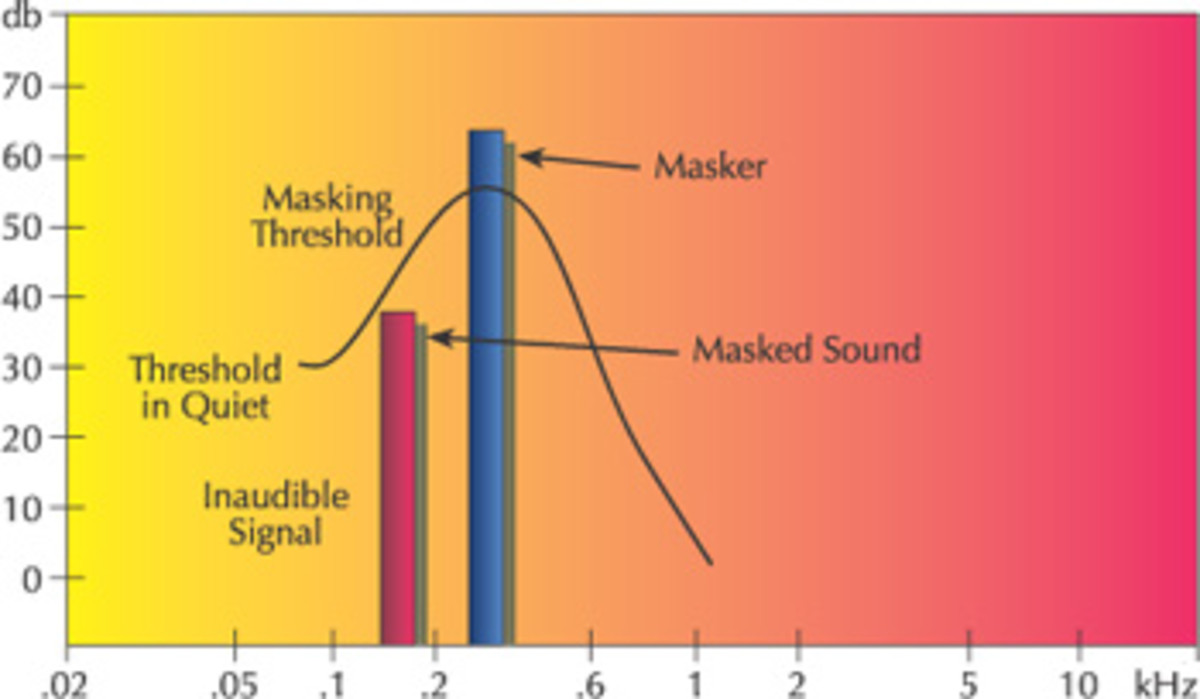 db
70
60
50
40
30
20
10
0
Masker
Masking
Threshold
Masked Sound
Threshold
in Quiet
Inaudible
Signal
.02 .05 .1 .2 .6 1 2 5 10 kHz